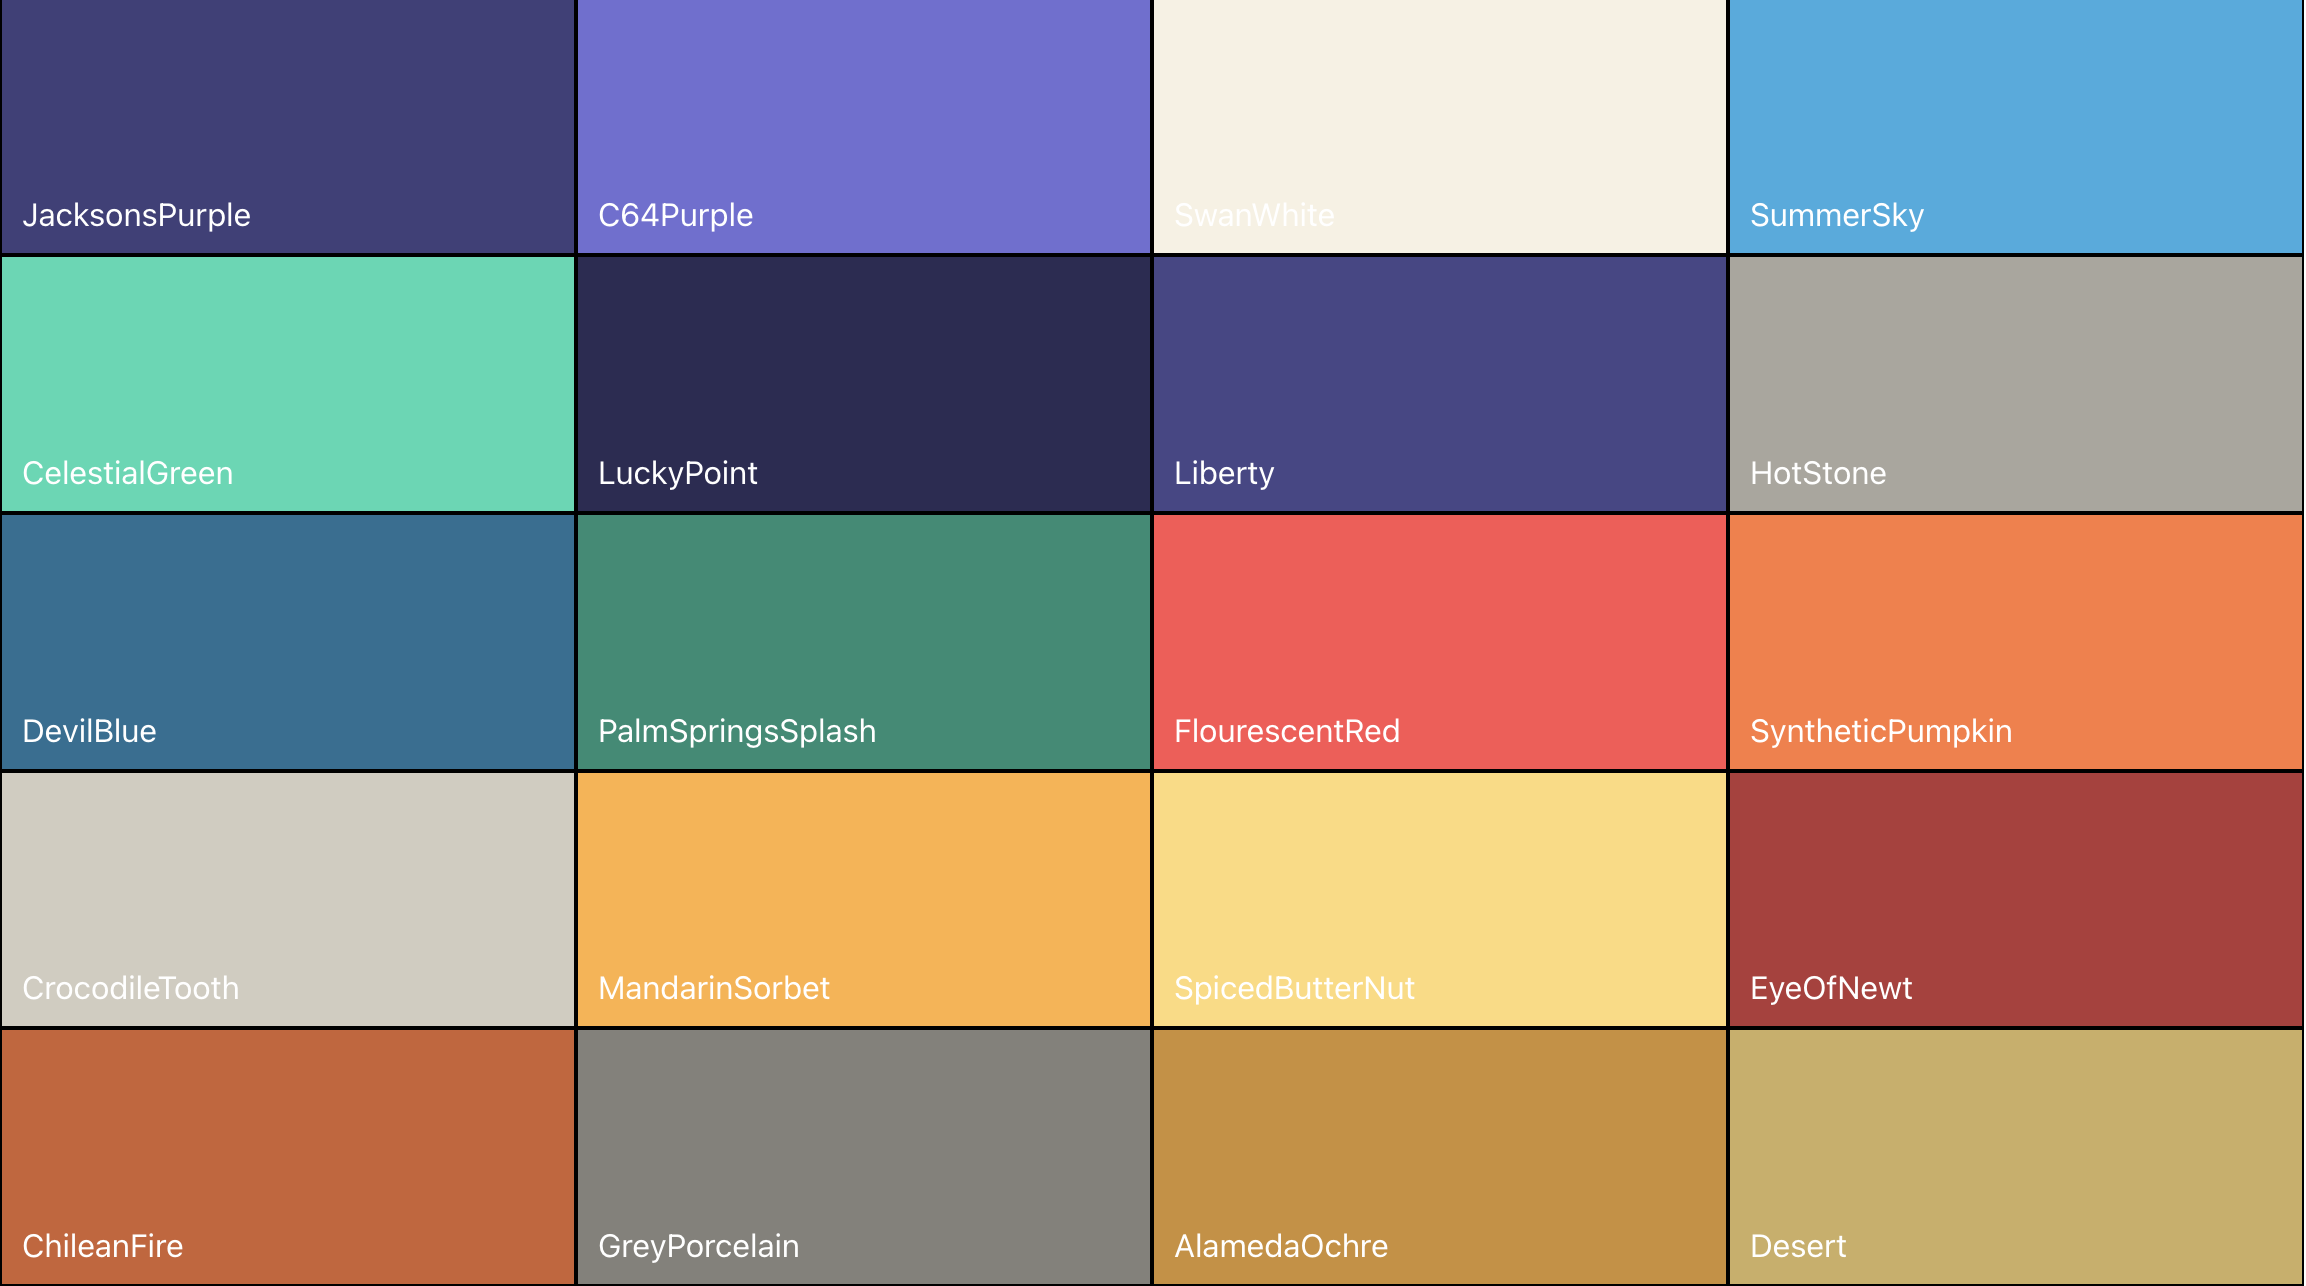 JacksonsPurple
C64Purple
SwanWhite
SummerSky
CelestialGreen
LuckyPoint
Liberty
HotStone
DevilBlue
PalmSpringsSplash
FlourescentRed
SyntheticPumpkin
CrocodileTooth
MandarinSorbet
SpicedButterNut
EyeOfNewt
ChileanFire
GreyPorcelain
AlamedaOchre
Desert